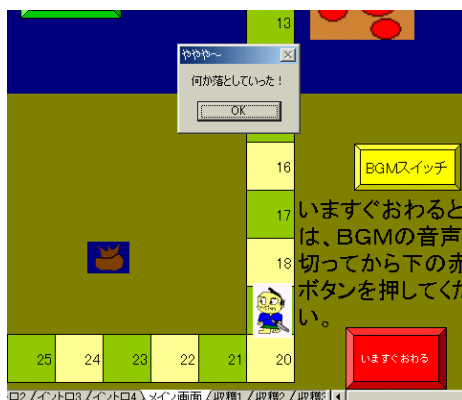 13
ややや～
何か落としていった！
OK
16
BGMスイッチ
17
いますぐおわると
は、BGMの音声
18
切ってから下の赤
ボタンを押してくだ
い。
25
24
23
22
21
20
いますぐおわる
ロ2 / イントロ3 / イントロ4 \ メイン画面 / 収穫1 / 収穫2 / 収穫